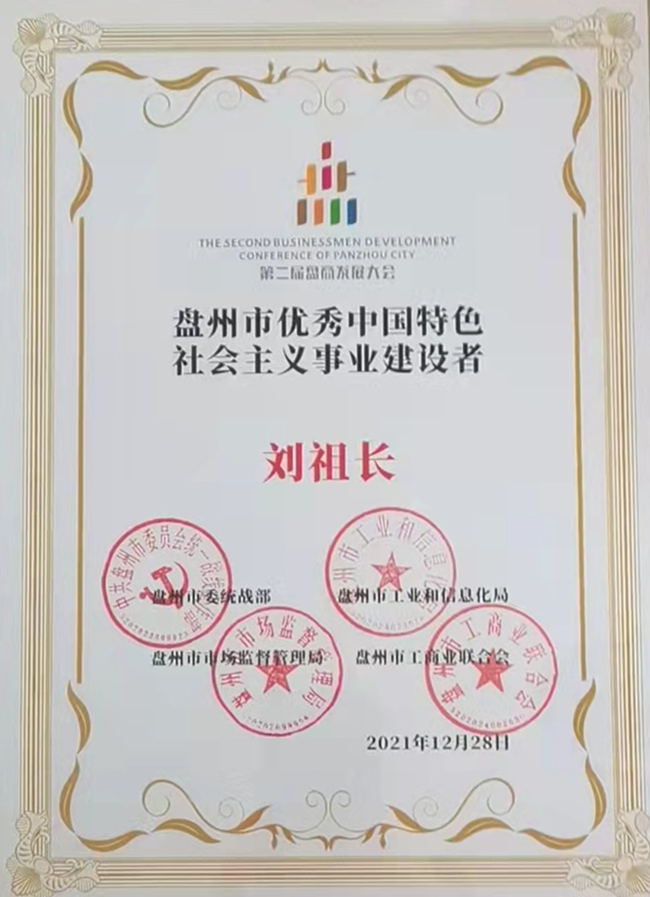 THE SECOND BUSINESSMEN DEVELOPMENT
CONFERENCE OF PANZHOU CITY
第二届盘商发展大会
盘州市优秀中国特色
社会主义事业建设者
刘祖长
中共盘州市委员会统一战线工作部
州市工业和信息化局
盘州市委统战部
盘州市工业和信息化局
盘州市市场监督管理局
盘州市工商业联合会
盘州市市场监督管理局
盘州市工商业联合会
2021年12月28日